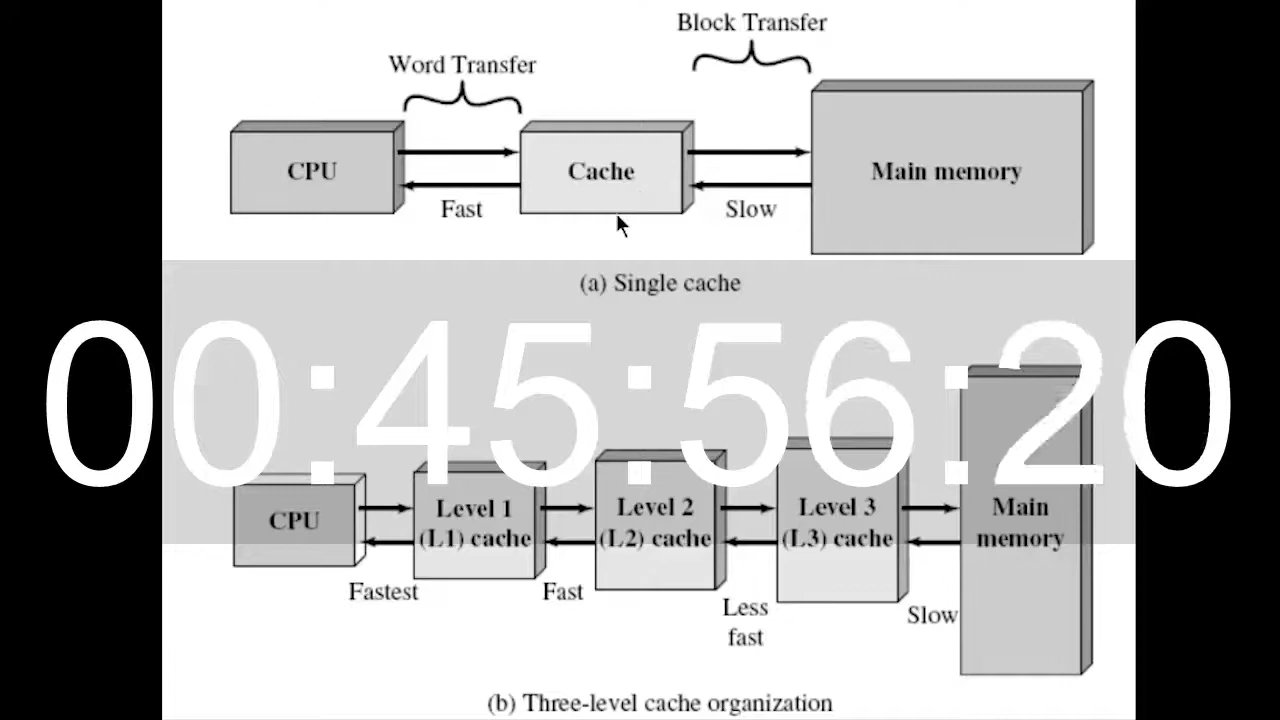 Block Transfer
Word Transfer
CPU
Cache
Main memory
Fast
Slow
(a) Single cache
00:45:56:20
CPU
Level 1
(L1) cache
Level 2
(L2) cache
Level 3
(L3) cache
Main
memory
Fastest
Fast
Less
fast
Slow
(b) Three-level cache organization